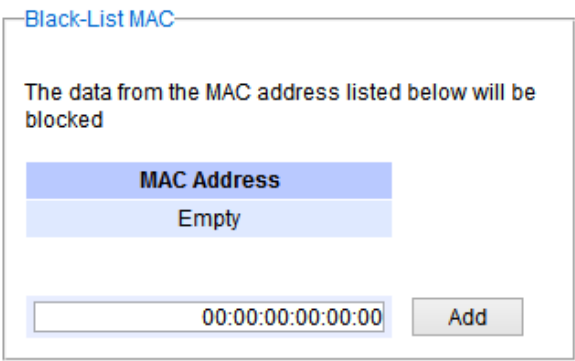 Black-List MAC
The data from the MAC address listed below will be
blocked
MAC Address
Empty
00:00:00:00:00:00 Add